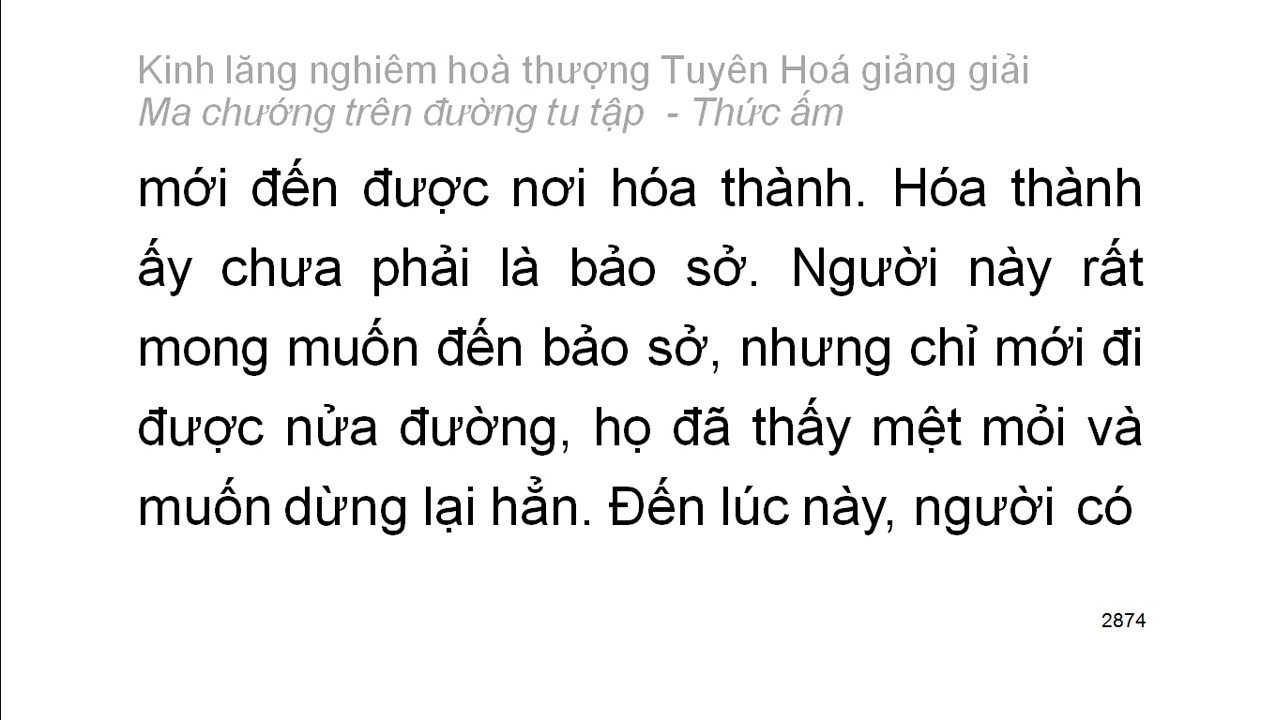 Kinh lăng nghiêm hoà thượng Tuyên Hoá giảng giải
Ma chướng trên đường tu tập - Thức ấm
mới đến được nơi hóa thành. Hóa thành
ấy chưa phải là bảo sở. Người này rất
mong muốn đến bảo sở, nhưng chỉ mới đi
được nửa đường, họ đã thấy mệt mỏi và
muốn dừng lại hẳn. Đến lúc này, người có
2874